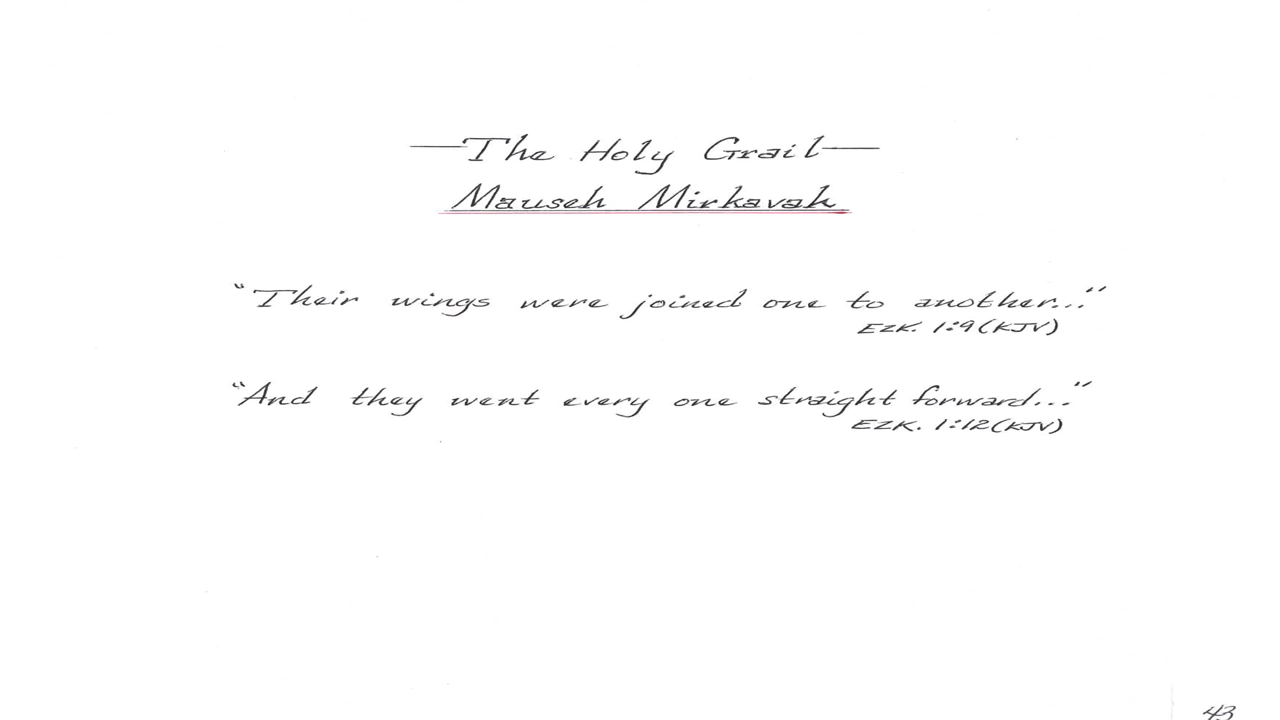 —The Holy Grail—
Mauseh Mirkavah
"Their wings were joined one to another..."
EZK. 1:9(KJV)
"And they went every one straight forward..."
EZK. 1:12(KJV)
43